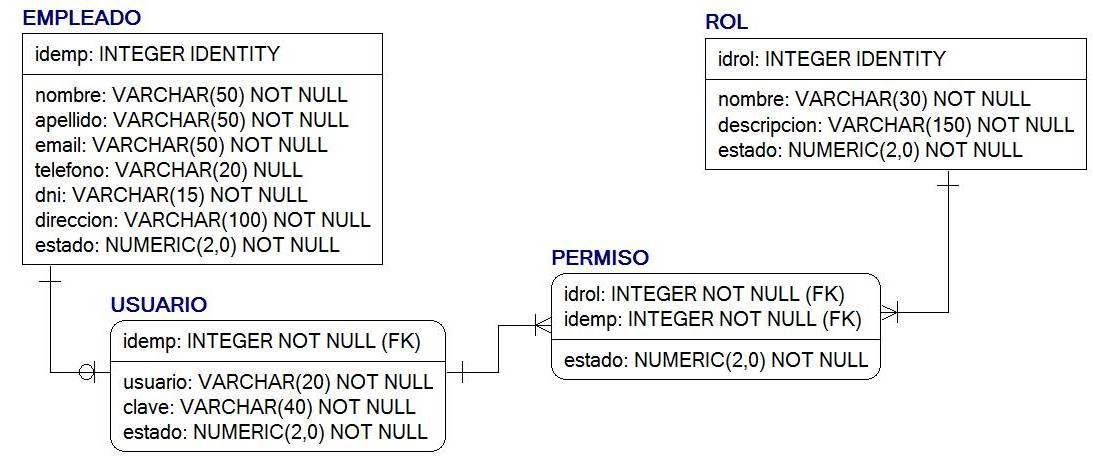 EMPLEADO
idemp: INTEGER IDENTITY
nombre: VARCHAR(50) NOT NULL
apellido: VARCHAR(50) NOT NULL
email: VARCHAR(50) NOT NULL
telefono: VARCHAR(20) NULL
dni: VARCHAR(15) NOT NULL
direccion: VARCHAR(100) NOT NULL
estado: NUMERIC(2,0) NOT NULL
ROL
idrol: INTEGER IDENTITY
nombre: VARCHAR(30) NOT NULL
descripcion: VARCHAR(150) NOT NULL
estado: NUMERIC(2,0) NOT NULL
USUARIO
idemp: INTEGER NOT NULL (FK)
usuario: VARCHAR(20) NOT NULL
clave: VARCHAR(40) NOT NULL
estado: NUMERIC(2,0) NOT NULL
PERMISO
idrol: INTEGER NOT NULL (FK)
idemp: INTEGER NOT NULL (FK)
estado: NUMERIC(2,0) NOT NULL